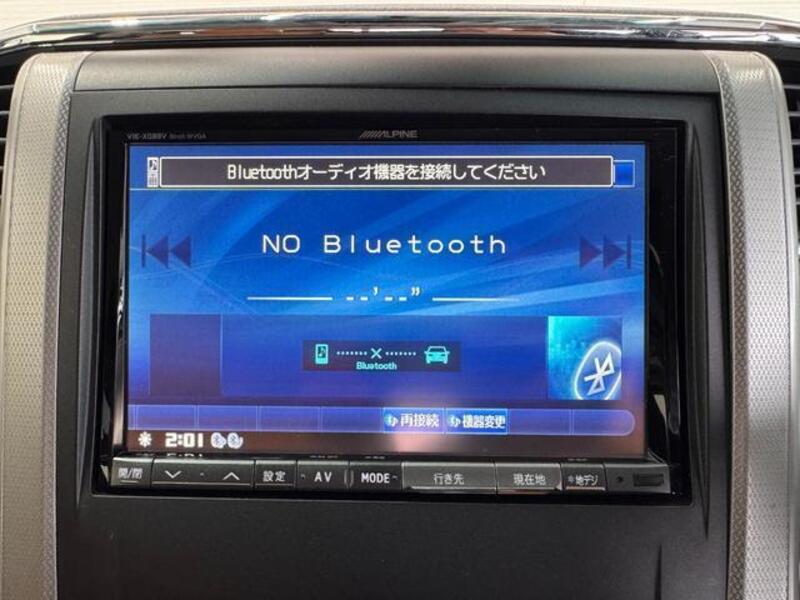 VIE-X088V 8inch WVGA
ALPINE
Bluetoothオーディオ機器を接続してください
NO Bluetooth
--'--"
Bluetooth
再接続 機器変更
2:01
開/閉 設定 AV MODE 行き先 現在地 地デジ